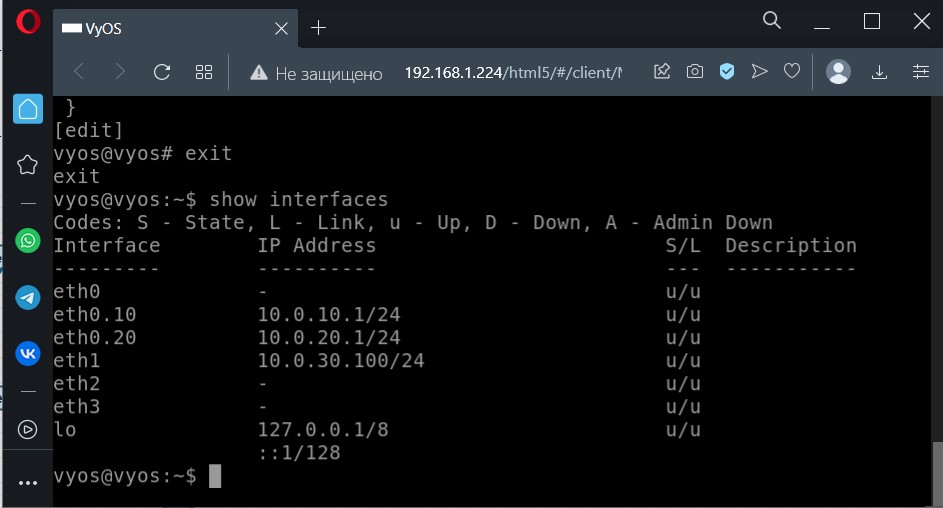 VyOS
Не защищено 192.168.1.224/html5/#/client/
}
[edit]
vyos@vyos# exit
exit
vyos@vyos:~$ show interfaces
Codes: S - State, L - Link, u - Up, D - Down, A - Admin Down
Interface IP Address S/L Description
--------- ---------- --- -----------
eth0 - u/u
eth0.10 10.0.10.1/24 u/u
eth0.20 10.0.20.1/24 u/u
eth1 10.0.30.100/24 u/u
eth2 - u/u
eth3 - u/u
lo 127.0.0.1/8 u/u
::1/128
vyos@vyos:~$